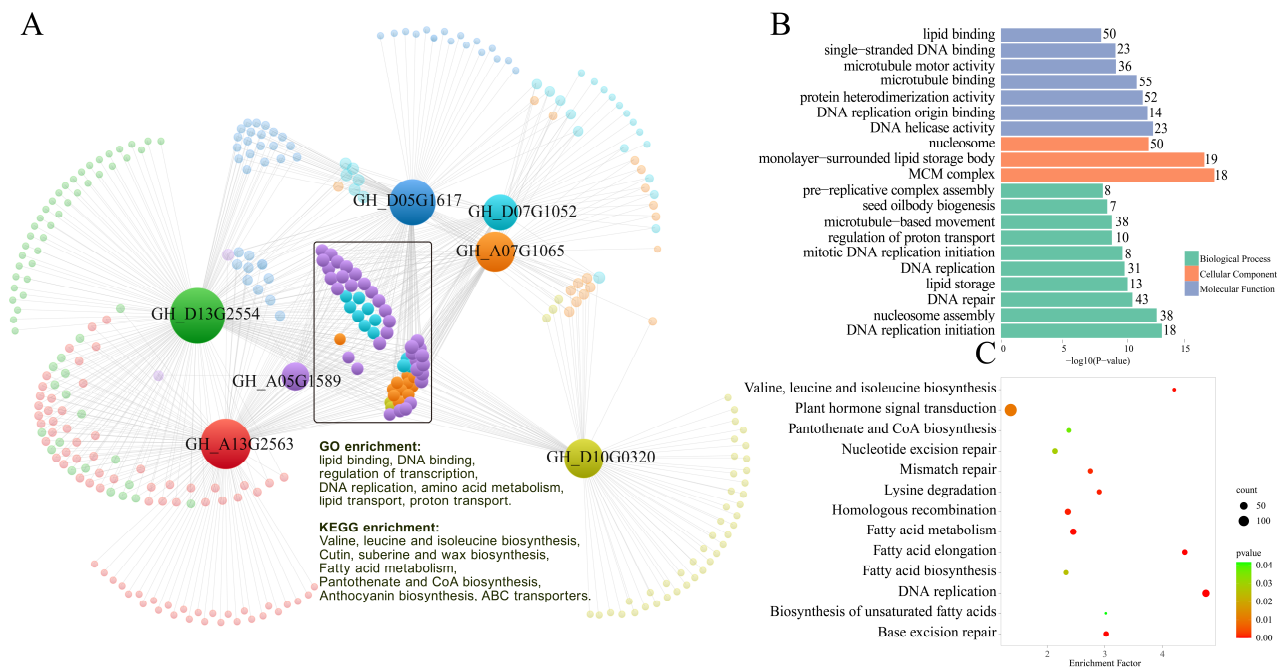 A
GH_D05G1617
GH_D07G1052
GH_A07G1065
GH_D13G2554
GH_A05G1589
GH_A13G2563
GH_D10G0320
GO enrichment:
lipid binding, DNA binding,
regulation of transcription,
DNA replication, amino acid metabolism,
lipid transport, proton transport.
KEGG enrichment:
Valine, leucine and isoleucine biosynthesis,
Cutin, suberine and wax biosynthesis,
Fatty acid metabolism,
Pantothenate and CoA biosynthesis,
Anthocyanin biosynthesis. ABC transporters.
B
lipid binding 50
single−stranded DNA binding 23
microtubule motor activity 36
microtubule binding 55
protein heterodimerization activity 52
DNA replication origin binding 14
DNA helicase activity 23
nucleosome 50
monolayer−surrounded lipid storage body 19
MCM complex 18
pre−replicative complex assembly 8
seed oilbody biogenesis 7
microtubule−based movement 38
regulation of proton transport 10
mitotic DNA replication initiation 8
DNA replication 31
lipid storage 13
DNA repair 43
nucleosome assembly 38
DNA replication initiation 18
0 5 10 15
−log10(P−value)
Biological Process
Cellular Component
Molecular Function
C
Valine, leucine and isoleucine biosynthesis
Plant hormone signal transduction
Pantothenate and CoA biosynthesis
Nucleotide excision repair
Mismatch repair
Lysine degradation
Homologous recombination
Fatty acid metabolism
Fatty acid elongation
Fatty acid biosynthesis
DNA replication
Biosynthesis of unsaturated fatty acids
Base excision repair
2 3 4
Enrichment Factor
count
50
100
pvalue
0.04
0.03
0.02
0.01
0.00